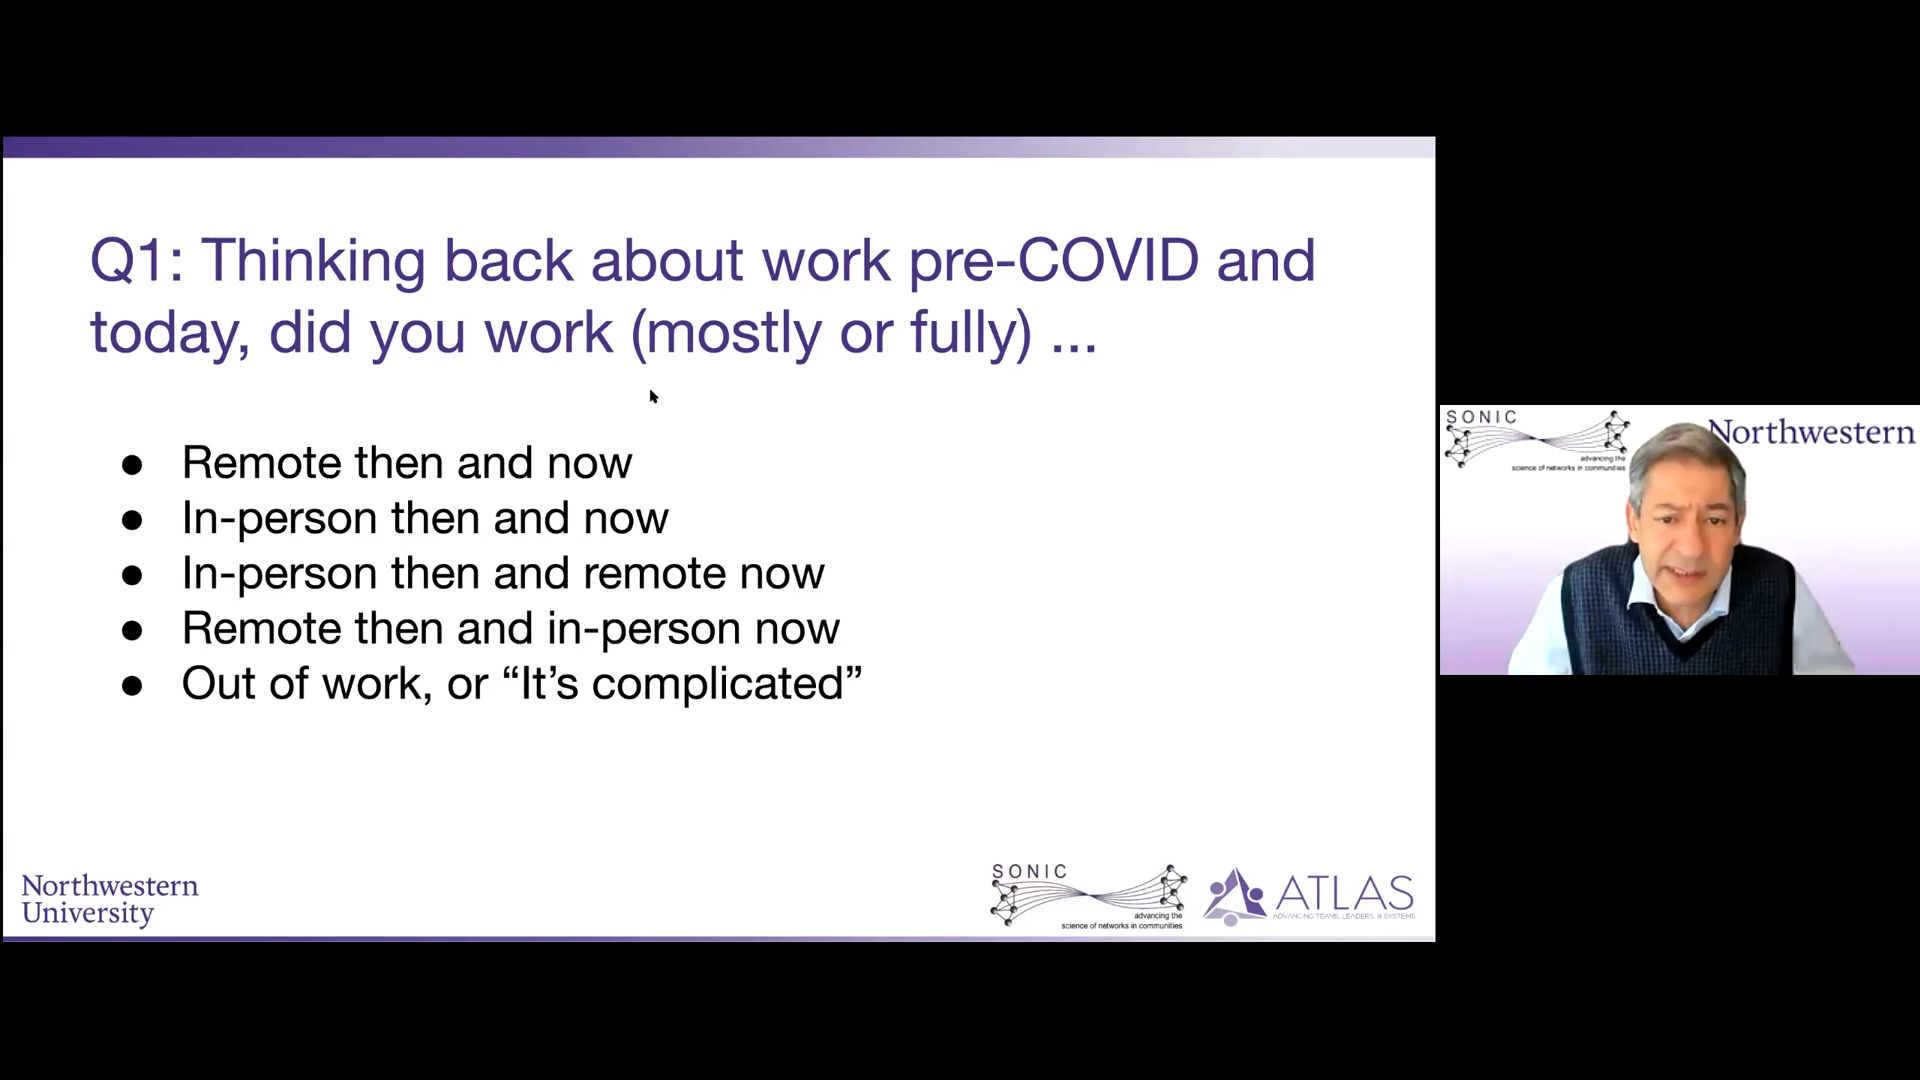 Q1: Thinking back about work pre-COVID and
today, did you work (mostly or fully) ...
● Remote then and now
● In-person then and now
● In-person then and remote now
● Remote then and in-person now
● Out of work, or “It’s complicated”
Northwestern
University
SONIC
advancing the
science of networks in communities
ATLAS
ADVANCING TEAMS, LEADERS, & SYSTEMS
SONIC
advancing the
science of networks in communities
Northwestern